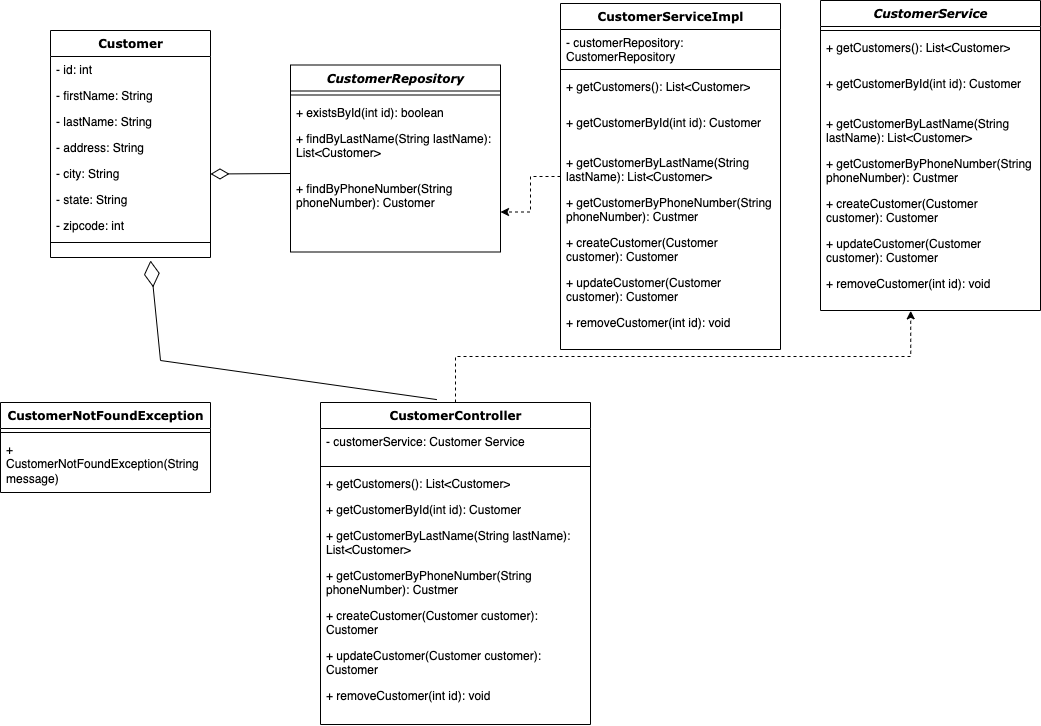 Customer
- id: int
- firstName: String
- lastName: String
- address: String
- city: String
- state: String
- zipcode: int
CustomerRepository
+ existsById(int id): boolean
+ findByLastName(String lastName):
List<Customer>
+ findByPhoneNumber(String
phoneNumber): Customer
CustomerServiceImpl
- customerRepository:
CustomerRepository
+ getCustomers(): List<Customer>
+ getCustomerById(int id): Customer
+ getCustomerByLastName(String
lastName): List<Customer>
+ getCustomerByPhoneNumber(String
phoneNumber): Custmer
+ createCustomer(Customer
customer): Customer
+ updateCustomer(Customer
customer): Customer
+ removeCustomer(int id): void
CustomerService
+ getCustomers(): List<Customer>
+ getCustomerById(int id): Customer
+ getCustomerByLastName(String
lastName): List<Customer>
+ getCustomerByPhoneNumber(String
phoneNumber): Custmer
+ createCustomer(Customer
customer): Customer
+ updateCustomer(Customer
customer): Customer
+ removeCustomer(int id): void
CustomerNotFoundException
+
CustomerNotFoundException(String
message)
CustomerController
- customerService: Customer Service
+ getCustomers(): List<Customer>
+ getCustomerById(int id): Customer
+ getCustomerByLastName(String lastName):
List<Customer>
+ getCustomerByPhoneNumber(String
phoneNumber): Custmer
+ createCustomer(Customer customer):
Customer
+ updateCustomer(Customer customer):
Customer
+ removeCustomer(int id): void